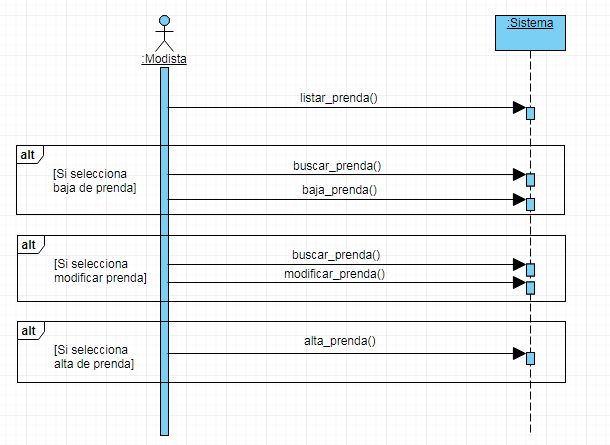 :Modista
:Sistema
listar_prenda()
alt
[Si selecciona
baja de prenda]
buscar_prenda()
baja_prenda()
alt
[Si selecciona
modificar prenda]
buscar_prenda()
modificar_prenda()
alt
[Si selecciona
alta de prenda]
alta_prenda()